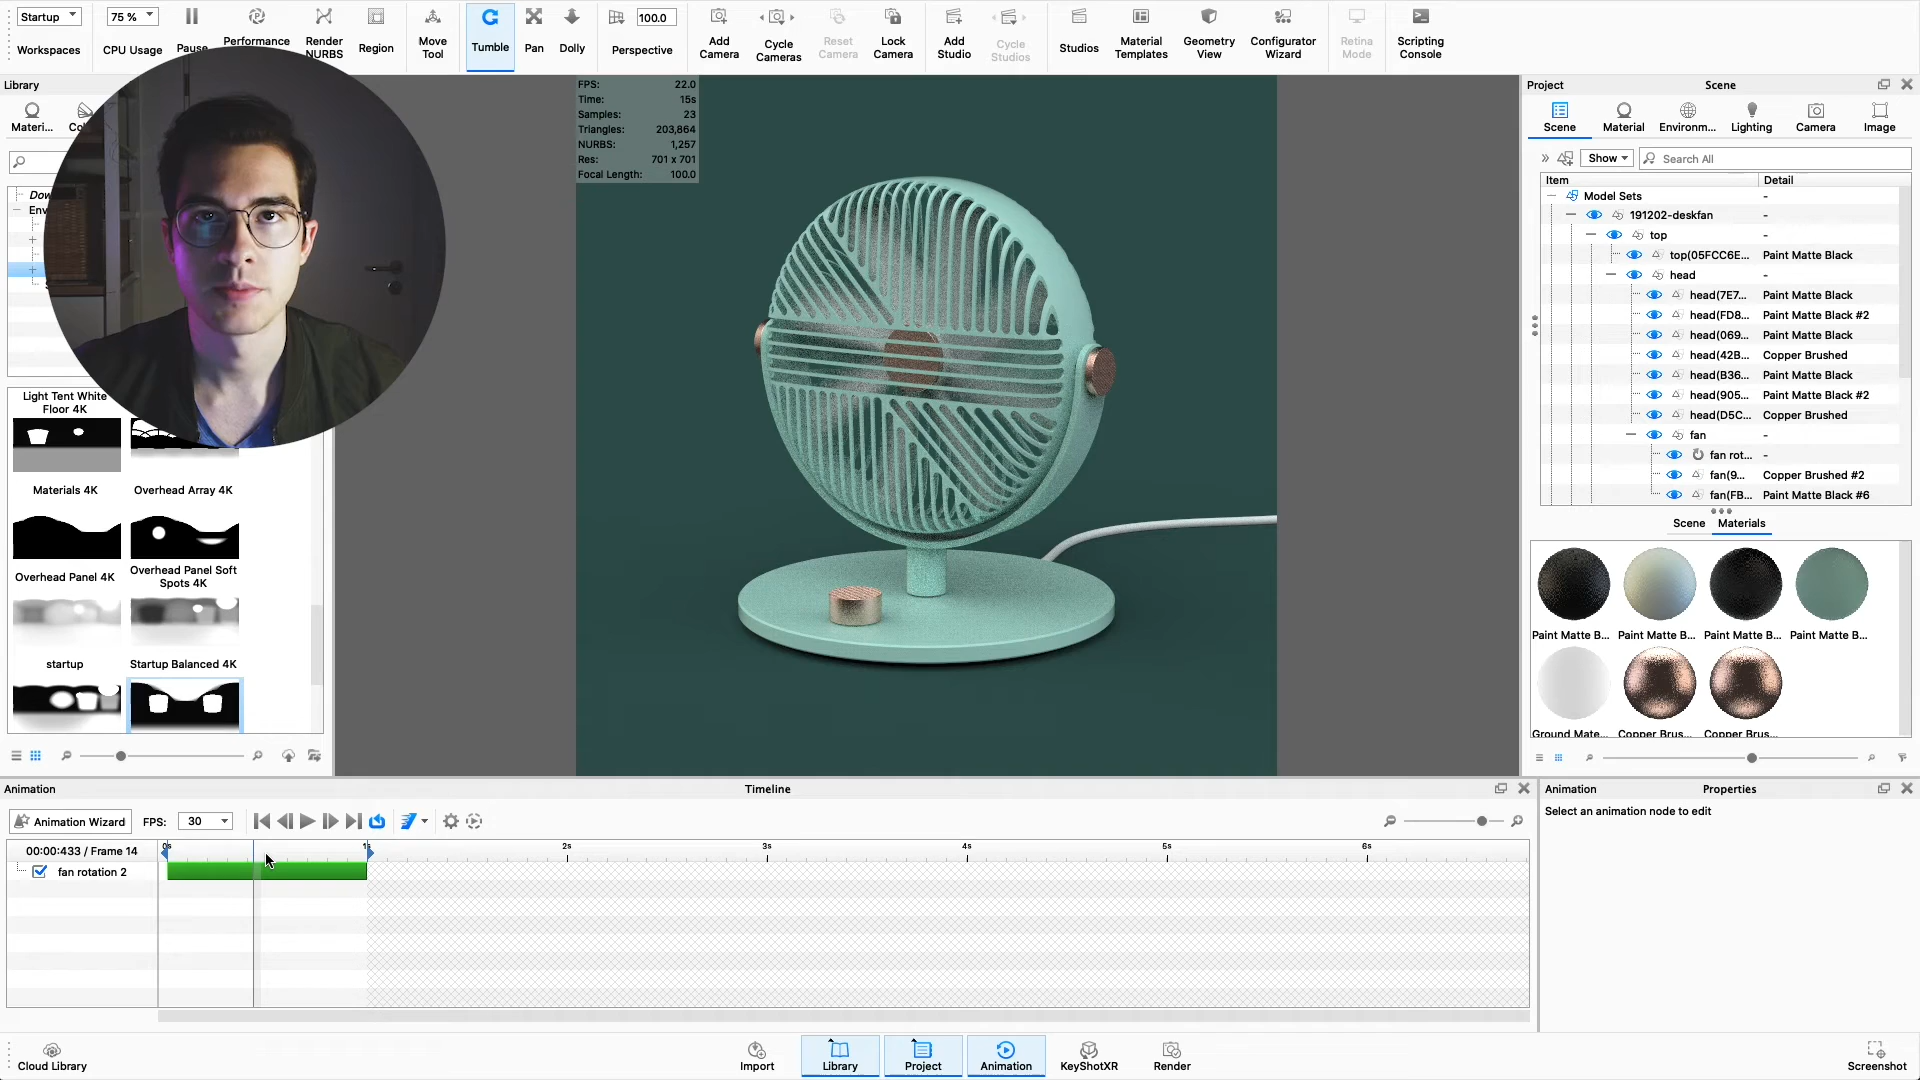 Startup
75 %
100.0
Workspaces
CPU Usage
Pause
Performance
Render
NURBS
Region
Move
Tool
Tumble
Pan
Dolly
Perspective
Add
Camera
Cycle
Cameras
Reset
Camera
Lock
Camera
Add
Studio
Cycle
Studios
Studios
Material
Templates
Geometry
View
Configurator
Wizard
Retina
Mode
Scripting
Console
Library
Materi...
Light Tent White
Floor 4K
Materials 4K
Overhead Array 4K
Overhead Panel 4K
Overhead Panel Soft
Spots 4K
startup
Startup Balanced 4K
FPS: 22.0
Time: 15s
Samples: 23
Triangles: 203,864
NURBS: 1,257
Res: 701 x 701
Focal Length: 100.0
Project
Scene
Scene
Material
Environm...
Lighting
Camera
Image
Show
Search All
Item
Detail
Model Sets -
191202-deskfan -
top -
top(05FCC6E... Paint Matte Black
head -
head(7E7... Paint Matte Black
head(FD8... Paint Matte Black #2
head(069... Paint Matte Black
head(42B... Copper Brushed
head(B36... Paint Matte Black
head(905... Paint Matte Black #2
head(D5C... Copper Brushed
fan -
fan rot... -
fan(9... Copper Brushed #2
fan(FB... Paint Matte Black #6
Scene
Materials
Paint Matte B...
Paint Matte B...
Paint Matte B...
Paint Matte B...
Ground Mate...
Copper Brus...
Copper Brus...
Animation
Timeline
Animation Wizard
FPS:
30
00:00:433 / Frame 14
0s
1s
2s
3s
4s
5s
6s
fan rotation 2
Animation
Properties
Select an animation node to edit
Cloud Library
Import
Library
Project
Animation
KeyShotXR
Render
Screenshot